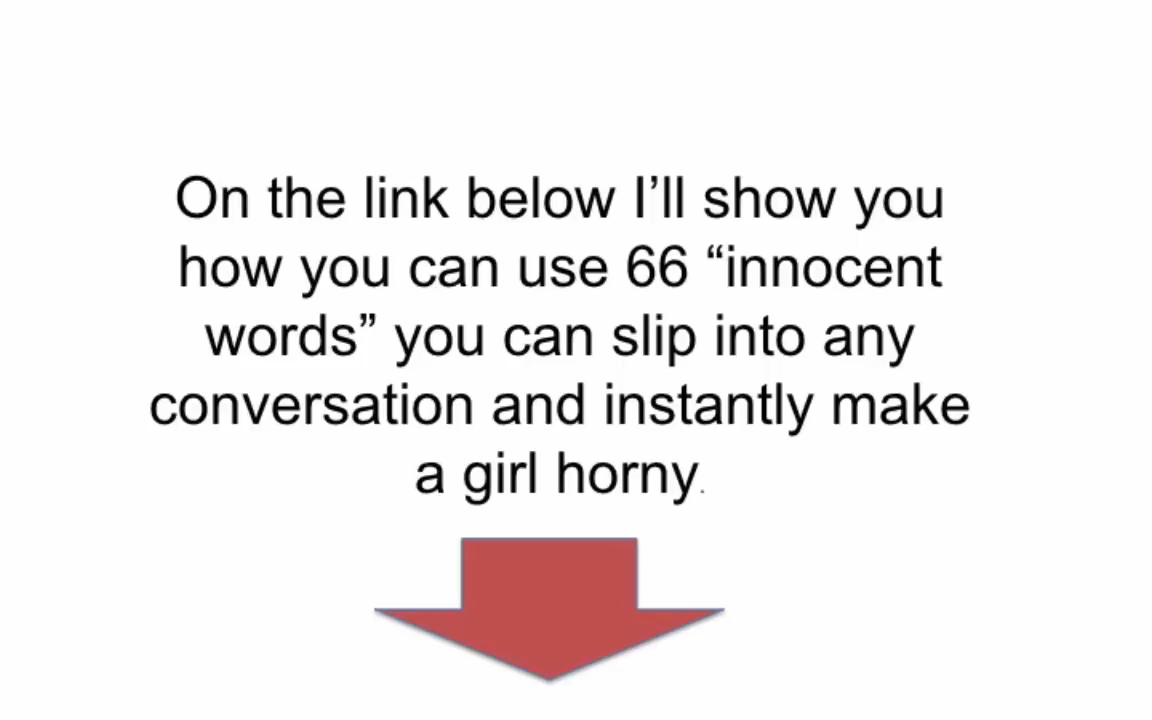 On the link below I’ll show you
how you can use 66 “innocent
words” you can slip into any
conversation and instantly make
a girl horny.